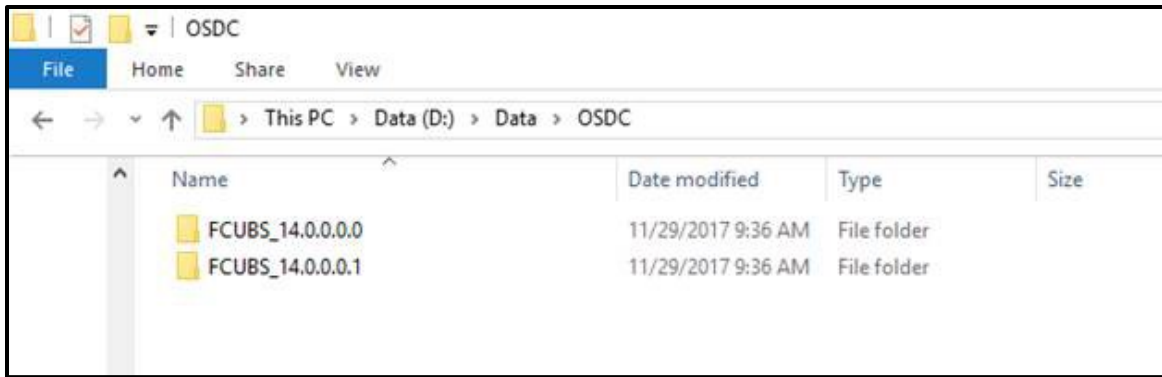 OSDC
File Home Share View
This PC > Data (D:) > Data > OSDC
Name Date modified Type Size
FCUBS_14.0.0.0.0 11/29/2017 9:36 AM File folder
FCUBS_14.0.0.0.1 11/29/2017 9:36 AM File folder